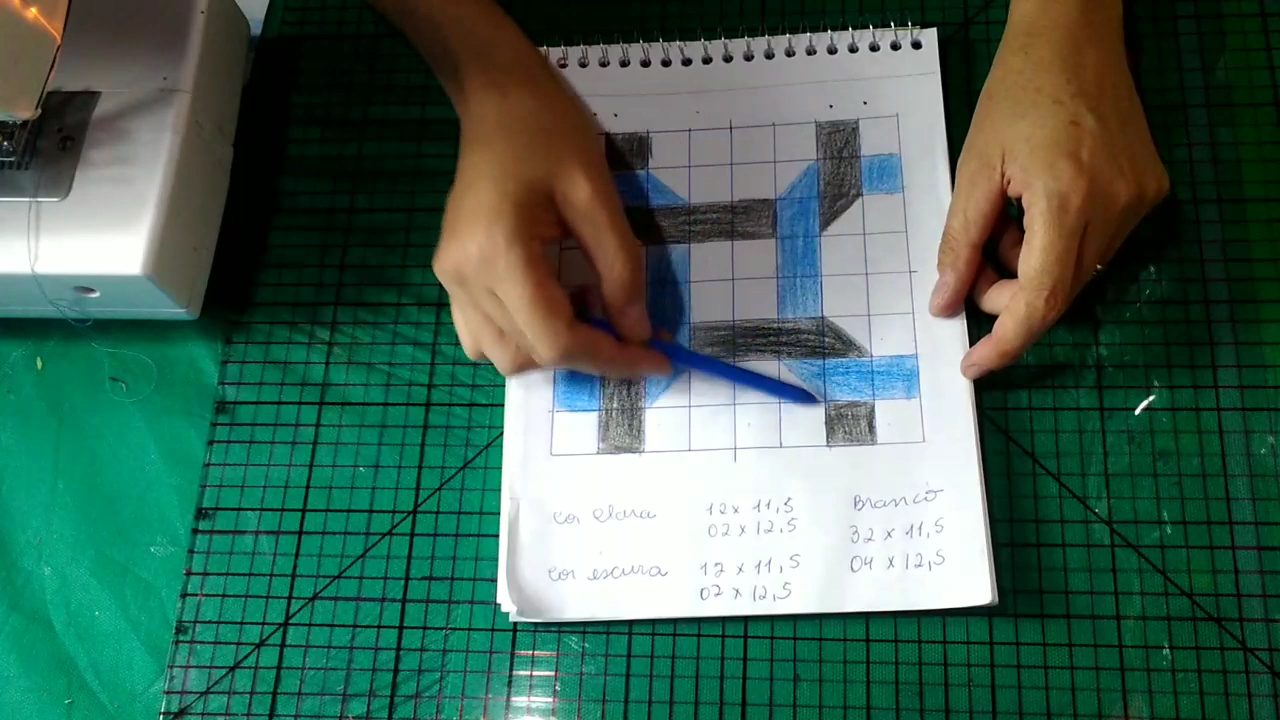 cor clara 12 x 11,5 Branco
02 x 12,5 32 x 11,5
cor escura 12 x 11,5 04 x 12,5
02 x 12,5